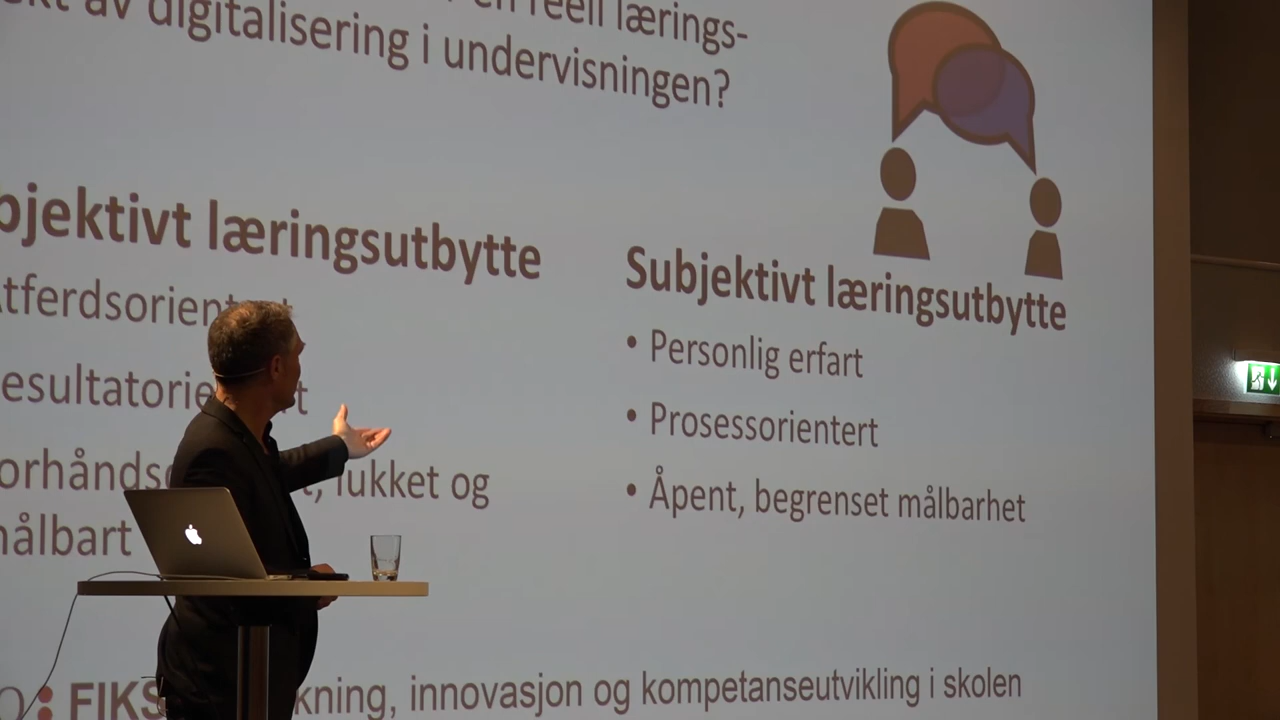 en reell lærings-
av digitalisering i undervisningen?
bjektivt læringsutbytte
tferdsorientert
esultatorie t
orhånds t, lukket og
målbart
Subjektivt læringsutbytte
• Personlig erfart
• Prosessorientert
• Åpent, begrenset målbarhet
O: FIKS kning, innovasjon og kompetanseutvikling i skolen